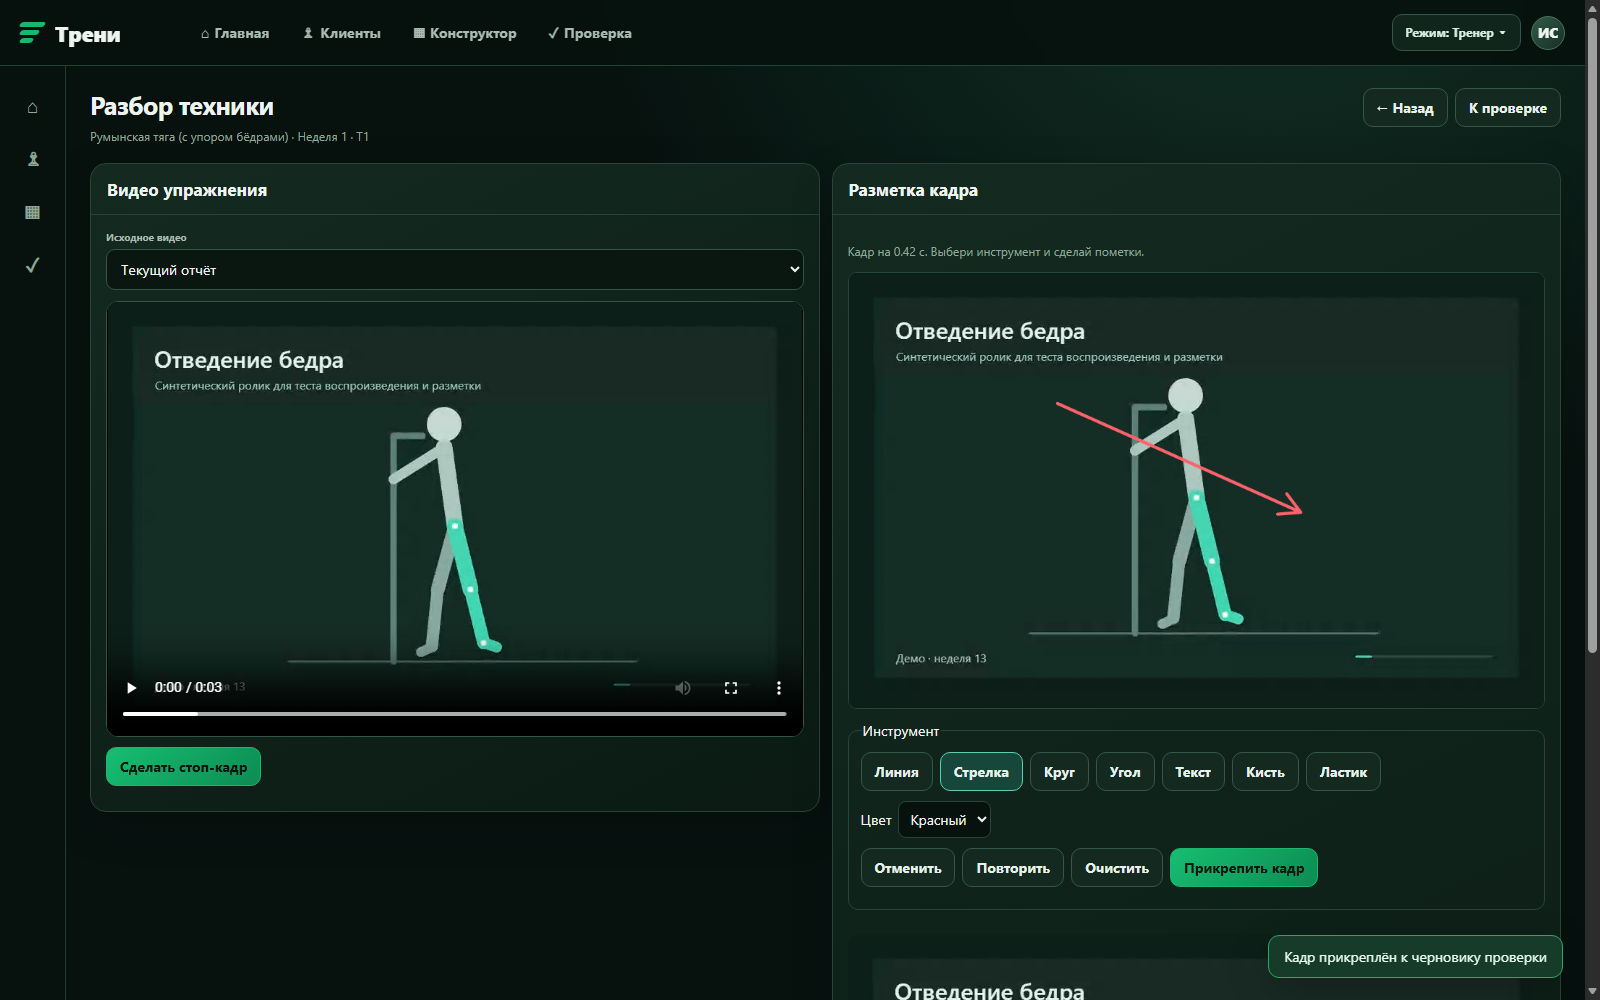 Трени
Главная
Клиенты
Конструктор
Проверка
Режим: Тренер
ИС
Разбор техники
Румынская тяга (с упором бёдрами) · Неделя 1 · Т1
← Назад
К проверке
Видео упражнения
Исходное видео
Текущий отчёт
Отведение бедра
Синтетический ролик для теста воспроизведения и разметки
0:00 / 0:03
я 13
Сделать стоп-кадр
Разметка кадра
Кадр на 0.42 с. Выбери инструмент и сделай пометки.
Отведение бедра
Синтетический ролик для теста воспроизведения и разметки
Демо · неделя 13
Инструмент
Линия
Стрелка
Круг
Угол
Текст
Кисть
Ластик
Цвет
Красный
Отменить
Повторить
Очистить
Прикрепить кадр
Отведение бедра
Кадр прикреплён к черновику проверки